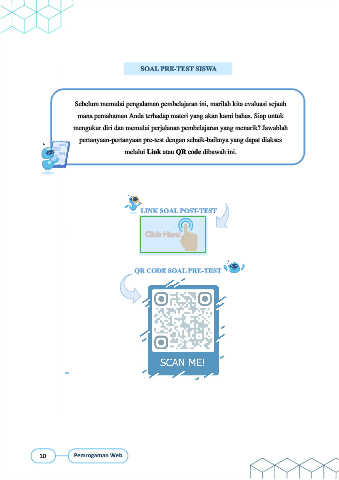 SOAL PRE-TEST SISWA
Sebelum memulai pengalaman pembelajaran ini, marilah kita evaluasi sejauh
mana pemahaman Anda terhadap materi yang akan kami bahas. Siap untuk
mengukur diri dan memulai perjalanan pembelajaran yang menarik? Jawablah
pertanyaan-pertanyaan pre-test dengan sebaik-baiknya yang dapat diakses
melalui Link atau QR code dibawah ini.
LINK SOAL POST-TEST
Click Here
QR CODE SOAL PRE-TEST
SCAN ME!
10
Pemrogaman Web